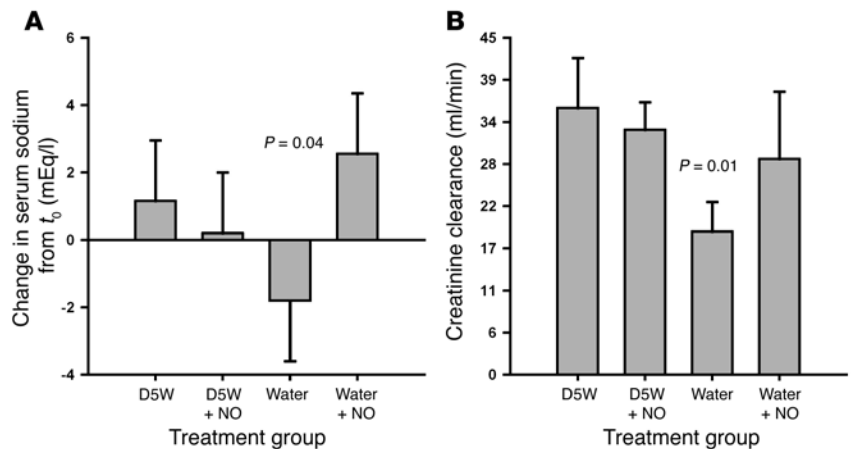 A
Change in serum sodium
from t₀ (mEq/l)
6
4
2
0
-2
-4
P = 0.04
D5W
D5W
+ NO
Water
Water
+ NO
Treatment group
B
Creatinine clearance (ml/min)
45
39
34
28
22
17
11
6
0
P = 0.01
D5W
D5W
+ NO
Water
Water
+ NO
Treatment group